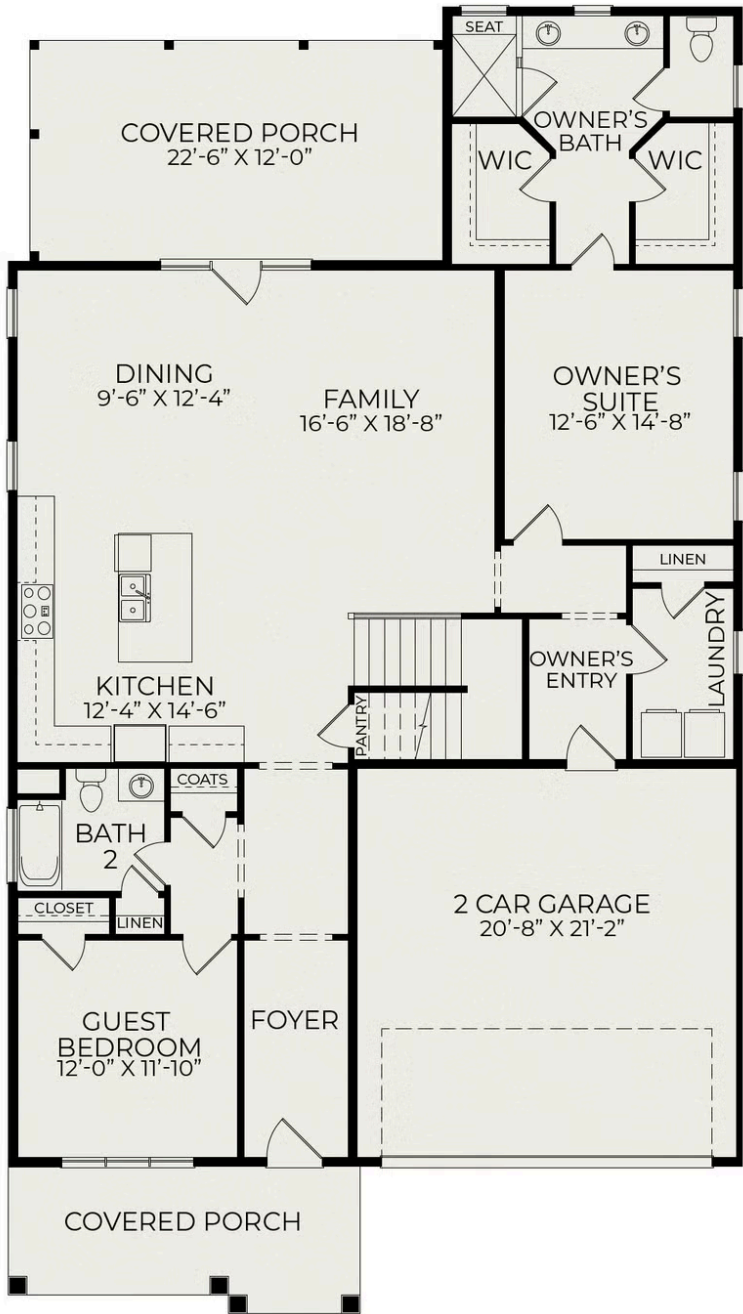 SEAT
OWNER'S
BATH
WIC
WIC
COVERED PORCH
22'-6" X 12'-0"
DINING
9'-6" X 12'-4"
FAMILY
16'-6" X 18'-8"
OWNER'S
SUITE
12'-6" X 14'-8"
LINEN
LAUNDRY
OWNER'S
ENTRY
KITCHEN
12'-4" X 14'-6"
PANTRY
COATS
BATH
2
CLOSET
LINEN
2 CAR GARAGE
20'-8" X 21'-2"
GUEST
BEDROOM
12'-0" X 11'-10"
FOYER
COVERED PORCH